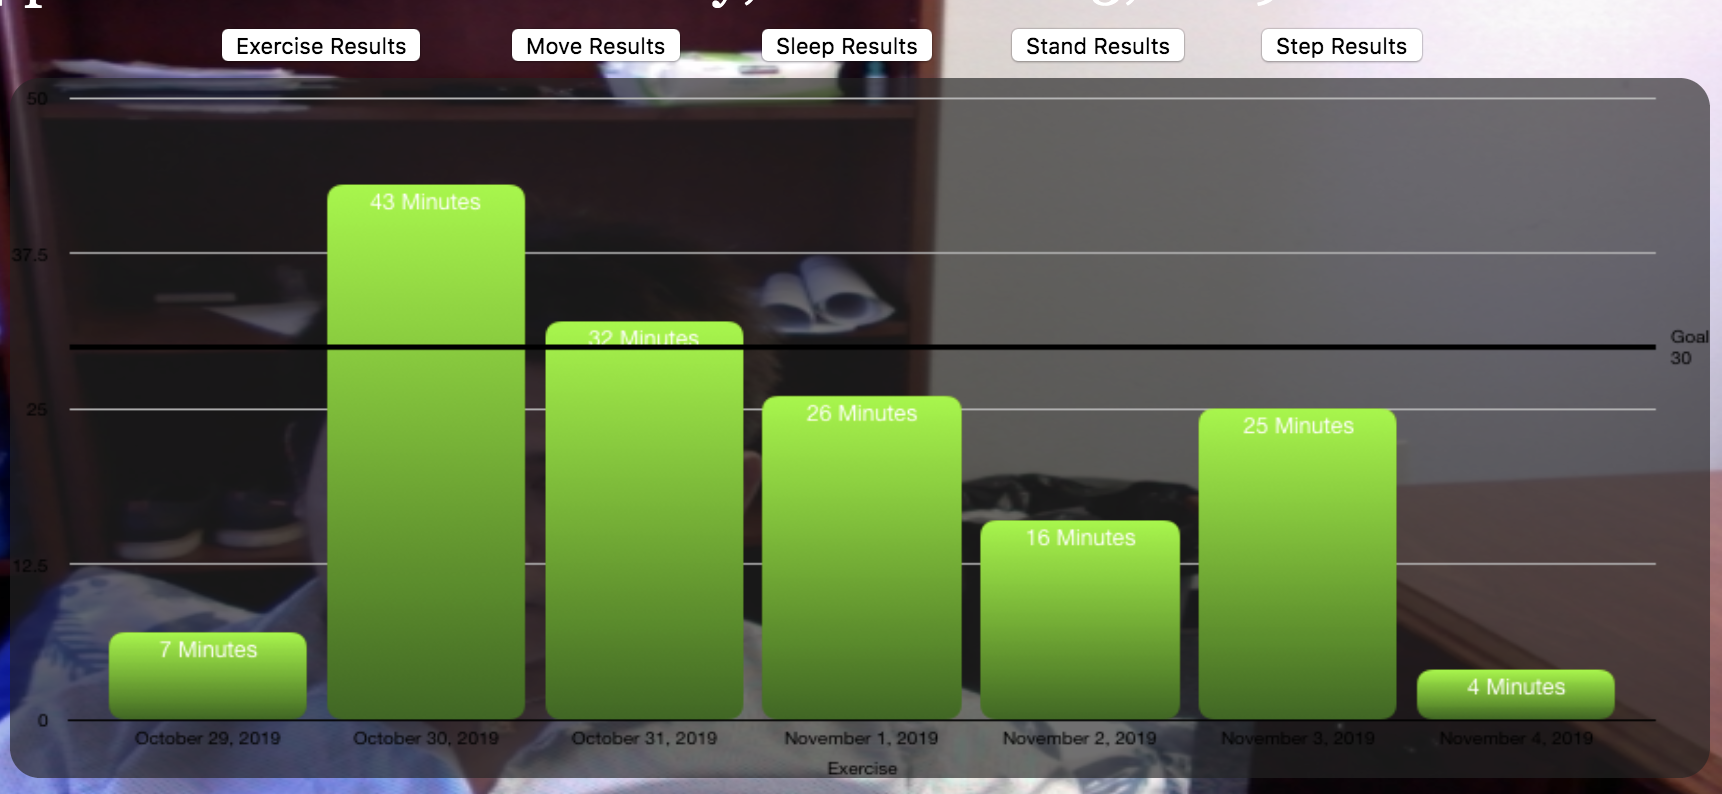 Exercise Results
Move Results
Sleep Results
Stand Results
Step Results
50
43 Minutes
37.5
32 Minutes
Goal
30
25
26 Minutes
25 Minutes
16 Minutes
12.5
7 Minutes
4 Minutes
0
October 29, 2019
October 30, 2019
October 31, 2019
November 1, 2019
November 2, 2019
November 3, 2019
November 4, 2019
Exercise